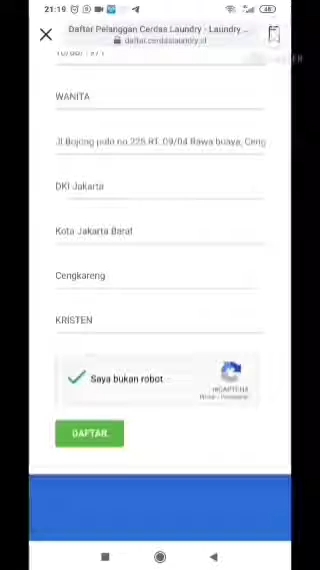 21:19
48
Daftar Pelanggan Cerdas Laundry - Laundry ...
daftar.cerdaslaundry.id
WANITA
Jl.Bojong pulo no.225.Rt. 09/04 Rawa buaya, Ceng
DKI Jakarta
Kota Jakarta Barat
Cengkareng
KRISTEN
Saya bukan robot
reCAPTCHA
DAFTAR